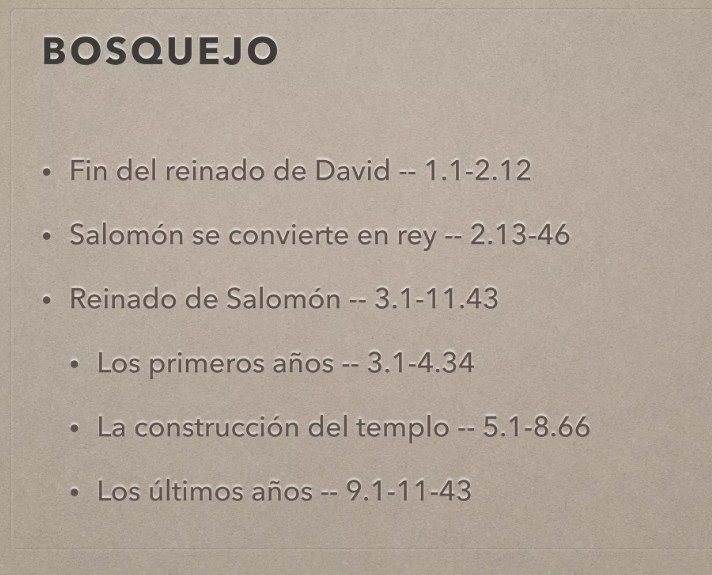 BOSQUEJO
• Fin del reinado de David -- 1.1-2.12
• Salomón se convierte en rey -- 2.13-46
• Reinado de Salomón -- 3.1-11.43
• Los primeros años -- 3.1-4.34
• La construcción del templo -- 5.1-8.66
• Los últimos años -- 9.1-11-43